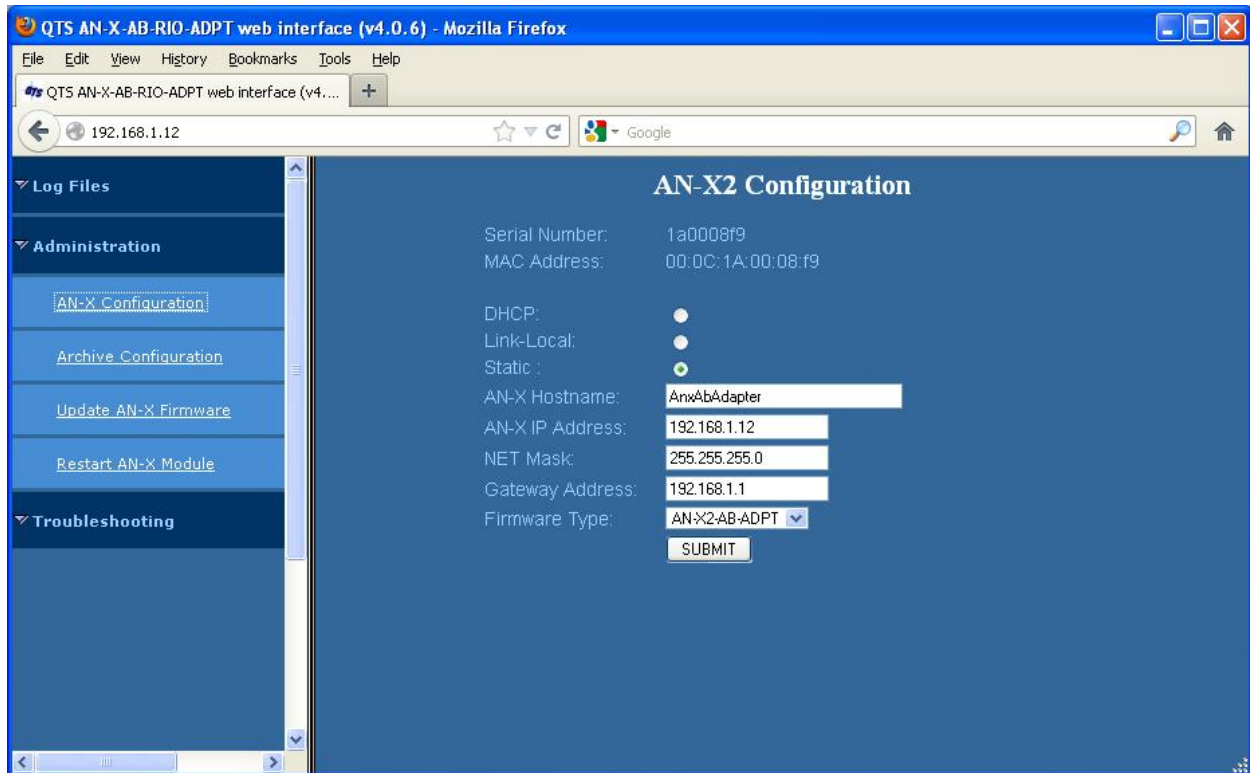 QTS AN-X-AB-RIO-ADPT web interface (v4.0.6) - Mozilla Firefox
File Edit View History Bookmarks Tools Help
QTS AN-X-AB-RIO-ADPT web interface (v4.... +
192.168.1.12 Google
Log Files
Administration
AN-X Configuration
Archive Configuration
Update AN-X Firmware
Restart AN-X Module
Troubleshooting
AN-X2 Configuration
Serial Number: 1a0008f9
MAC Address: 00:0C:1A:00:08:f9
DHCP:
Link-Local:
Static :
AN-X Hostname: AnxAbAdapter
AN-X IP Address: 192.168.1.12
NET Mask: 255.255.255.0
Gateway Address: 192.168.1.1
Firmware Type: AN-X2-AB-ADPT
SUBMIT